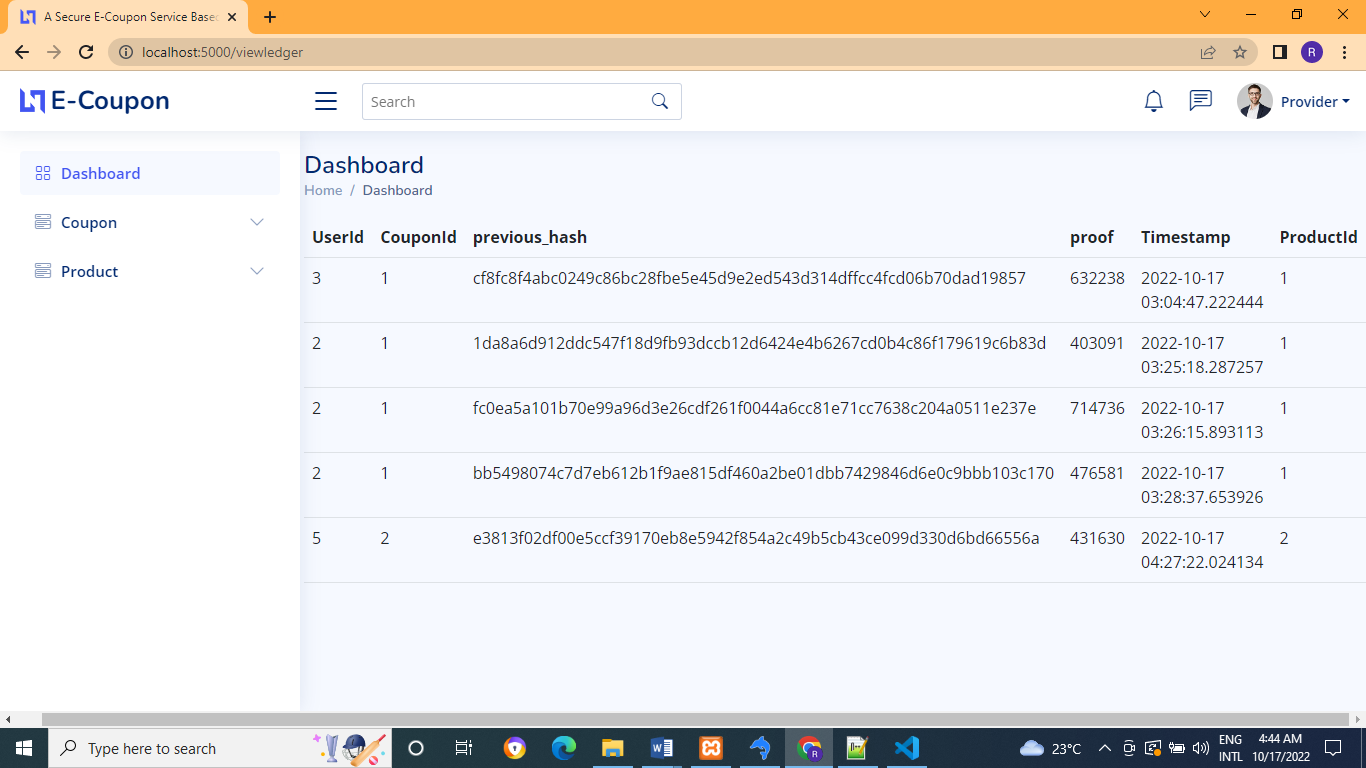 A Secure E-Coupon Service Base
localhost:5000/viewledger
R
E-Coupon
Search
Provider
Dashboard
Coupon
Product
Dashboard
Home / Dashboard
UserId CouponId previous_hash proof Timestamp ProductId
3 1 cf8fc8f4abc0249c86bc28fbe5e45d9e2ed543d314dffcc4fcd06b70dad19857 632238 2022-10-17 1
03:04:47.222444
2 1 1da8a6d912ddc547f18d9fb93dccb12d6424e4b6267cd0b4c86f179619c6b83d 403091 2022-10-17 1
03:25:18.287257
2 1 fc0ea5a101b70e99a96d3e26cdf261f0044a6cc81e71cc7638c204a0511e237e 714736 2022-10-17 1
03:26:15.893113
2 1 bb5498074c7d7eb612b1f9ae815df460a2be01dbb7429846d6e0c9bbb103c170 476581 2022-10-17 1
03:28:37.653926
5 2 e3813f02df00e5ccf39170eb8e5942f854a2c49b5cb43ce099d330d6bd66556a 431630 2022-10-17 2
04:27:22.024134
Type here to search
23°C
ENG
INTL
4:44 AM
10/17/2022